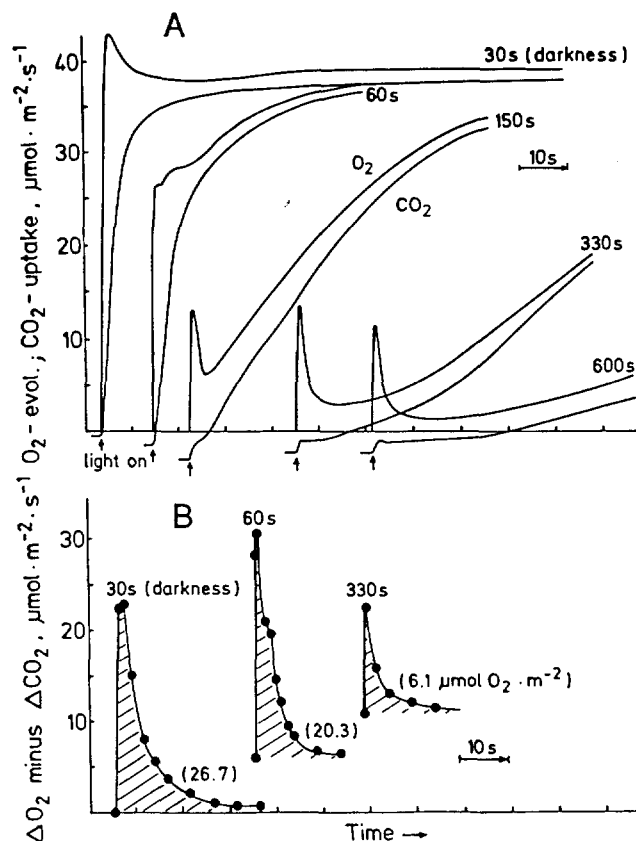 A
O₂-evol.; CO₂-uptake, μmol·m⁻²·s⁻¹
40
30
20
10
30s (darkness)
60s
150s
10s
O₂
CO₂
330s
600s
light on
B
ΔO₂ minus ΔCO₂, μmol·m⁻²·s⁻¹
30
20
10
0
30s (darkness)
60s
330s
(26.7)
(20.3)
(6.1 μmol O₂·m⁻²)
10s
Time →